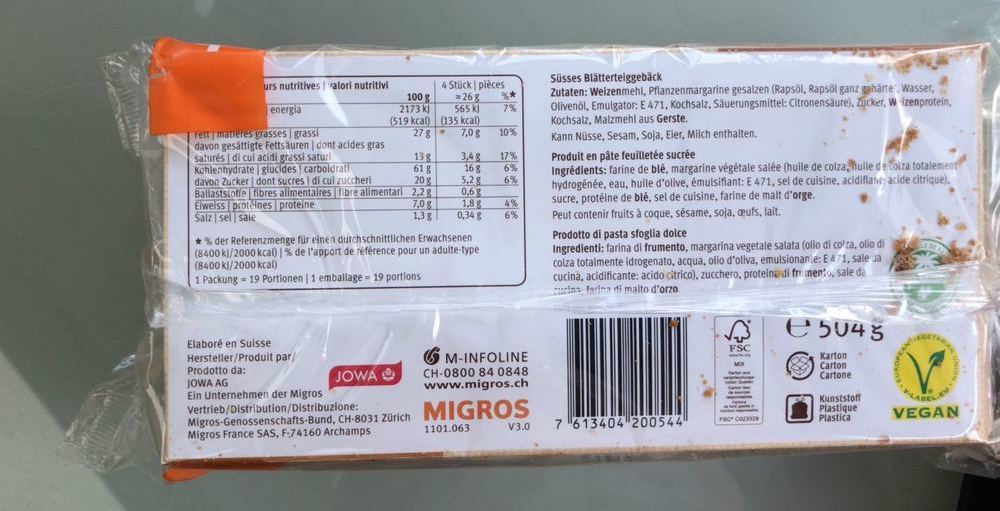 urs nutritives | valori nutritivi
4 Stück | pièces
100 g ≈26 g %*
energia 2173 kJ 565 kJ 7%
(519 kcal) (135 kcal)
Fett | matières grasses | grassi 27 g 7,0 g 10%
davon gesättigte Fettsäuren | dont acides gras
saturés | di cui acidi grassi saturi 13 g 3,4 g 17%
Kohlenhydrate | glucides | carboidrati 61 g 16 g 6%
davon Zucker | dont sucres | di cui zuccheri 20 g 5,2 g 6%
Ballaststoffe | fibres alimentaires | fibre alimentari 2,2 g 0,6 g
Eiweiss | protéines | proteine 7,0 g 1,8 g 4%
Salz | sel | sale 1,3 g 0,34 g 6%
* % der Referenzmenge für einen durchschnittlichen Erwachsenen
(8400 kJ/2000 kcal) | % de l'apport de référence pour un adulte-type
(8400 kJ/2000 kcal)
1 Packung = 19 Portionen | 1 emballage = 19 portions
Süsses Blätterteiggebäck
Zutaten: Weizenmehl, Pflanzenmargarine gesalzen (Rapsöl, Rapsöl ganz gehärtet, Wasser,
Olivenöl, Emulgator: E 471, Kochsalz, Säuerungsmittel: Citronensäure), Zucker, Weizenprotein,
Kochsalz, Malzmehl aus Gerste.
Kann Nüsse, Sesam, Soja, Eier, Milch enthalten.
Produit en pâte feuilletée sucrée
Ingrédients: farine de blé, margarine végétale salée (huile de colza, huile de colza totalement
hydrogénée, eau, huile d'olive, émulsifiant: E 471, sel de cuisine, acidifiant: acide citrique),
sucre, protéine de blé, sel de cuisine, farine de malt d'orge.
Peut contenir fruits à coque, sésame, soja, œufs, lait.
Prodotto di pasta sfoglia dolce
Ingredienti: farina di frumento, margarina vegetale salata (olio di colza, olio di
colza totalmente idrogenato, acqua, olio d'oliva, emulsionante: E 471, sale da
cucina, acidificante: acido citrico), zucchero, proteine di frumento, sale da
cucina, farina di malto d'orzo.
Elaboré en Suisse
Hersteller/Produit par/
Prodotto da:
JOWA AG
Ein Unternehmen der Migros
Vertrieb/Distribution/Distribuzione:
Migros-Genossenschafts-Bund, CH-8031 Zürich
Migros France SAS, F-74160 Archamps
JOWA
M-INFOLINE
CH-0800 84 0848
www.migros.ch
MIGROS
1101.063 V3.0
7 613404 200544
FSC
www.fsc.org
MIX
FSC® C023329
e 504 g
Karton
Carton
Cartone
Kunststoff
Plastique
Plastica
EUROPEAN VEGETARIAN UNION
V-LABEL.EU
VEGAN